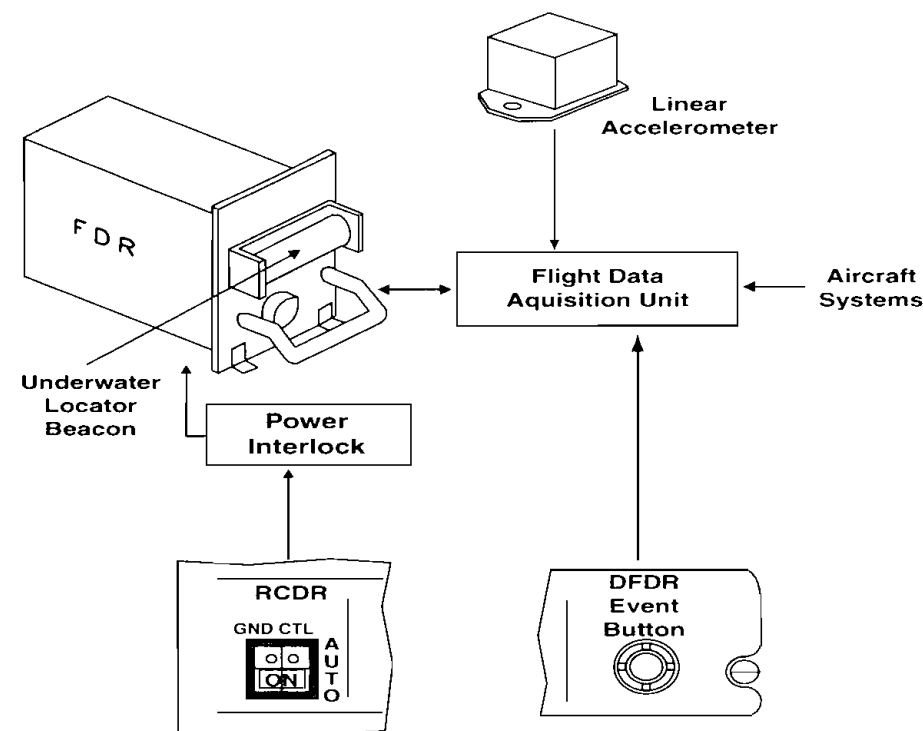 Linear
Accelerometer
FDR
Flight Data
Aquisition Unit
Aircraft
Systems
Underwater
Locator
Beacon
Power
Interlock
RCDR
GND CTL
ON
AUTO
DFDR
Event
Button